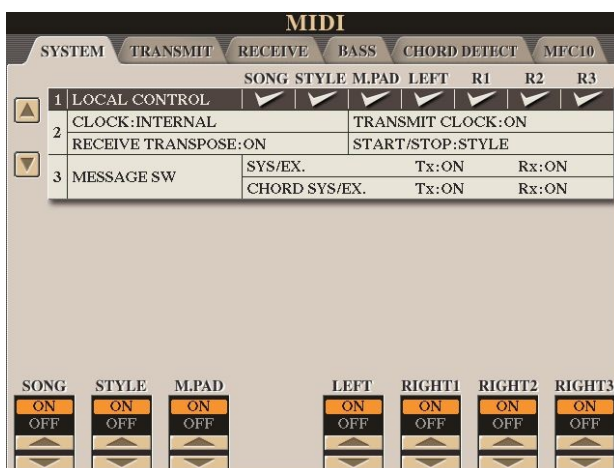 MIDI
SYSTEM TRANSMIT RECEIVE BASS CHORD DETECT MFC10
SONG STYLE M.PAD LEFT R1 R2 R3
1 LOCAL CONTROL
2 CLOCK:INTERNAL TRANSMIT CLOCK:ON
RECEIVE TRANSPOSE:ON START/STOP:STYLE
3 MESSAGE SW SYS/EX. Tx:ON Rx:ON
CHORD SYS/EX. Tx:ON Rx:ON
SONG STYLE M.PAD LEFT RIGHT1 RIGHT2 RIGHT3
ON ON ON ON ON ON ON
OFF OFF OFF OFF OFF OFF OFF